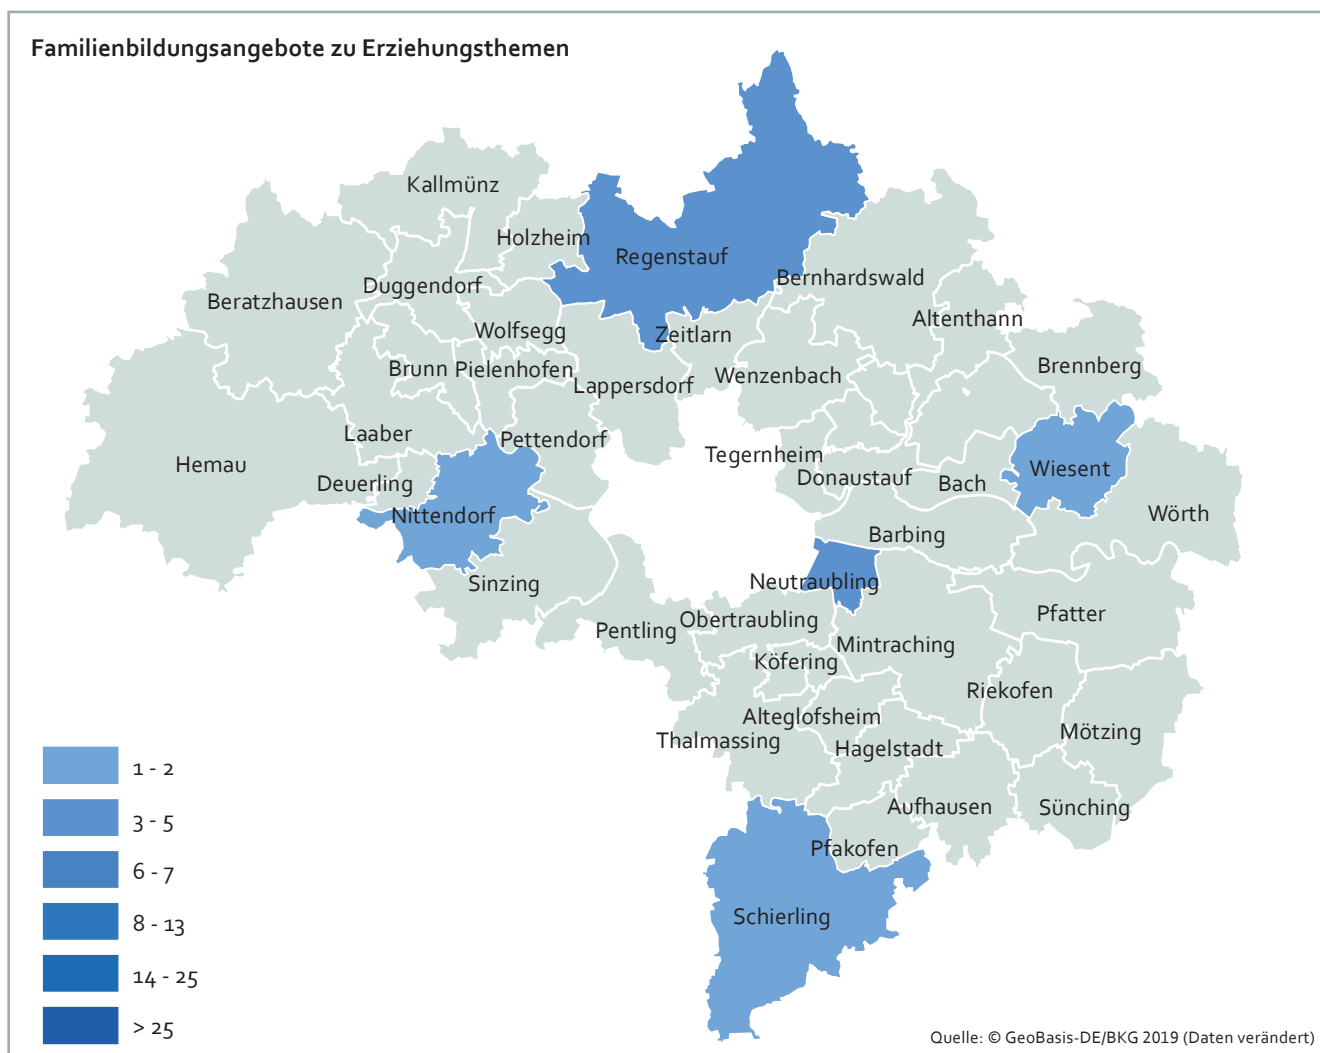 Familienbildungsangebote zu Erziehungsthemen
Kallmünz
Holzheim
Regenstauf
Bernhardswald
Duggendorf
Beratzhausen
Altenthann
Wolfsegg
Zeitlarn
Brennberg
Brunn
Pielenhofen
Wenzenbach
Lappersdorf
Laaber
Pettendorf
Tegernheim
Hemau
Wiesent
Deuerling
Donaustauf
Bach
Nittendorf
Wörth
Barbing
Sinzing
Neutraubling
Pfatter
Obertraubling
Pentling
Mintraching
Köfering
Riekofen
Alteglofsheim
Mötzing
Thalmassing
Hagelstadt
Aufhausen
Sünching
Pfakofen
Schierling
1 - 2
3 - 5
6 - 7
8 - 13
14 - 25
> 25
Quelle: © GeoBasis-DE/BKG 2019 (Daten verändert)